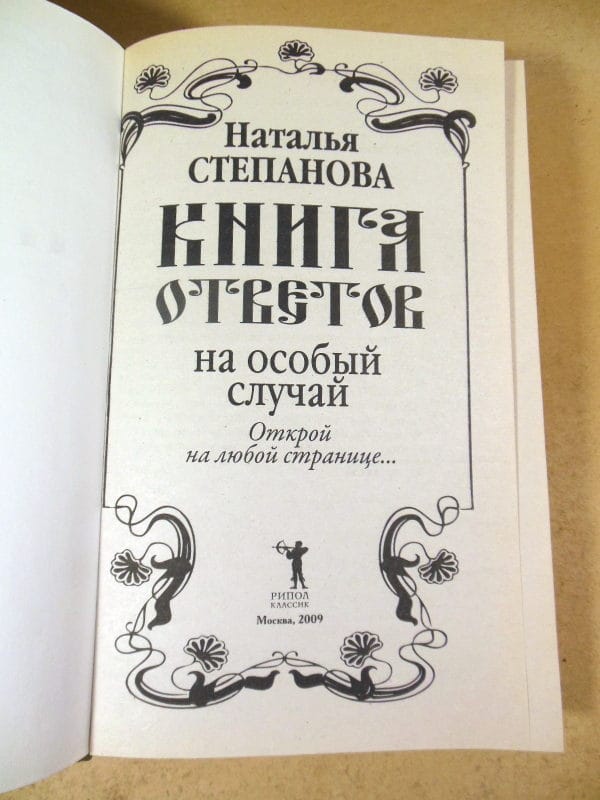 Наталья
СТЕПАНОВА
КНИГА
ОТВЕТОВ
на особый
случай
Открой
на любой странице...
РИПОЛ
КЛАССИК
Москва, 2009